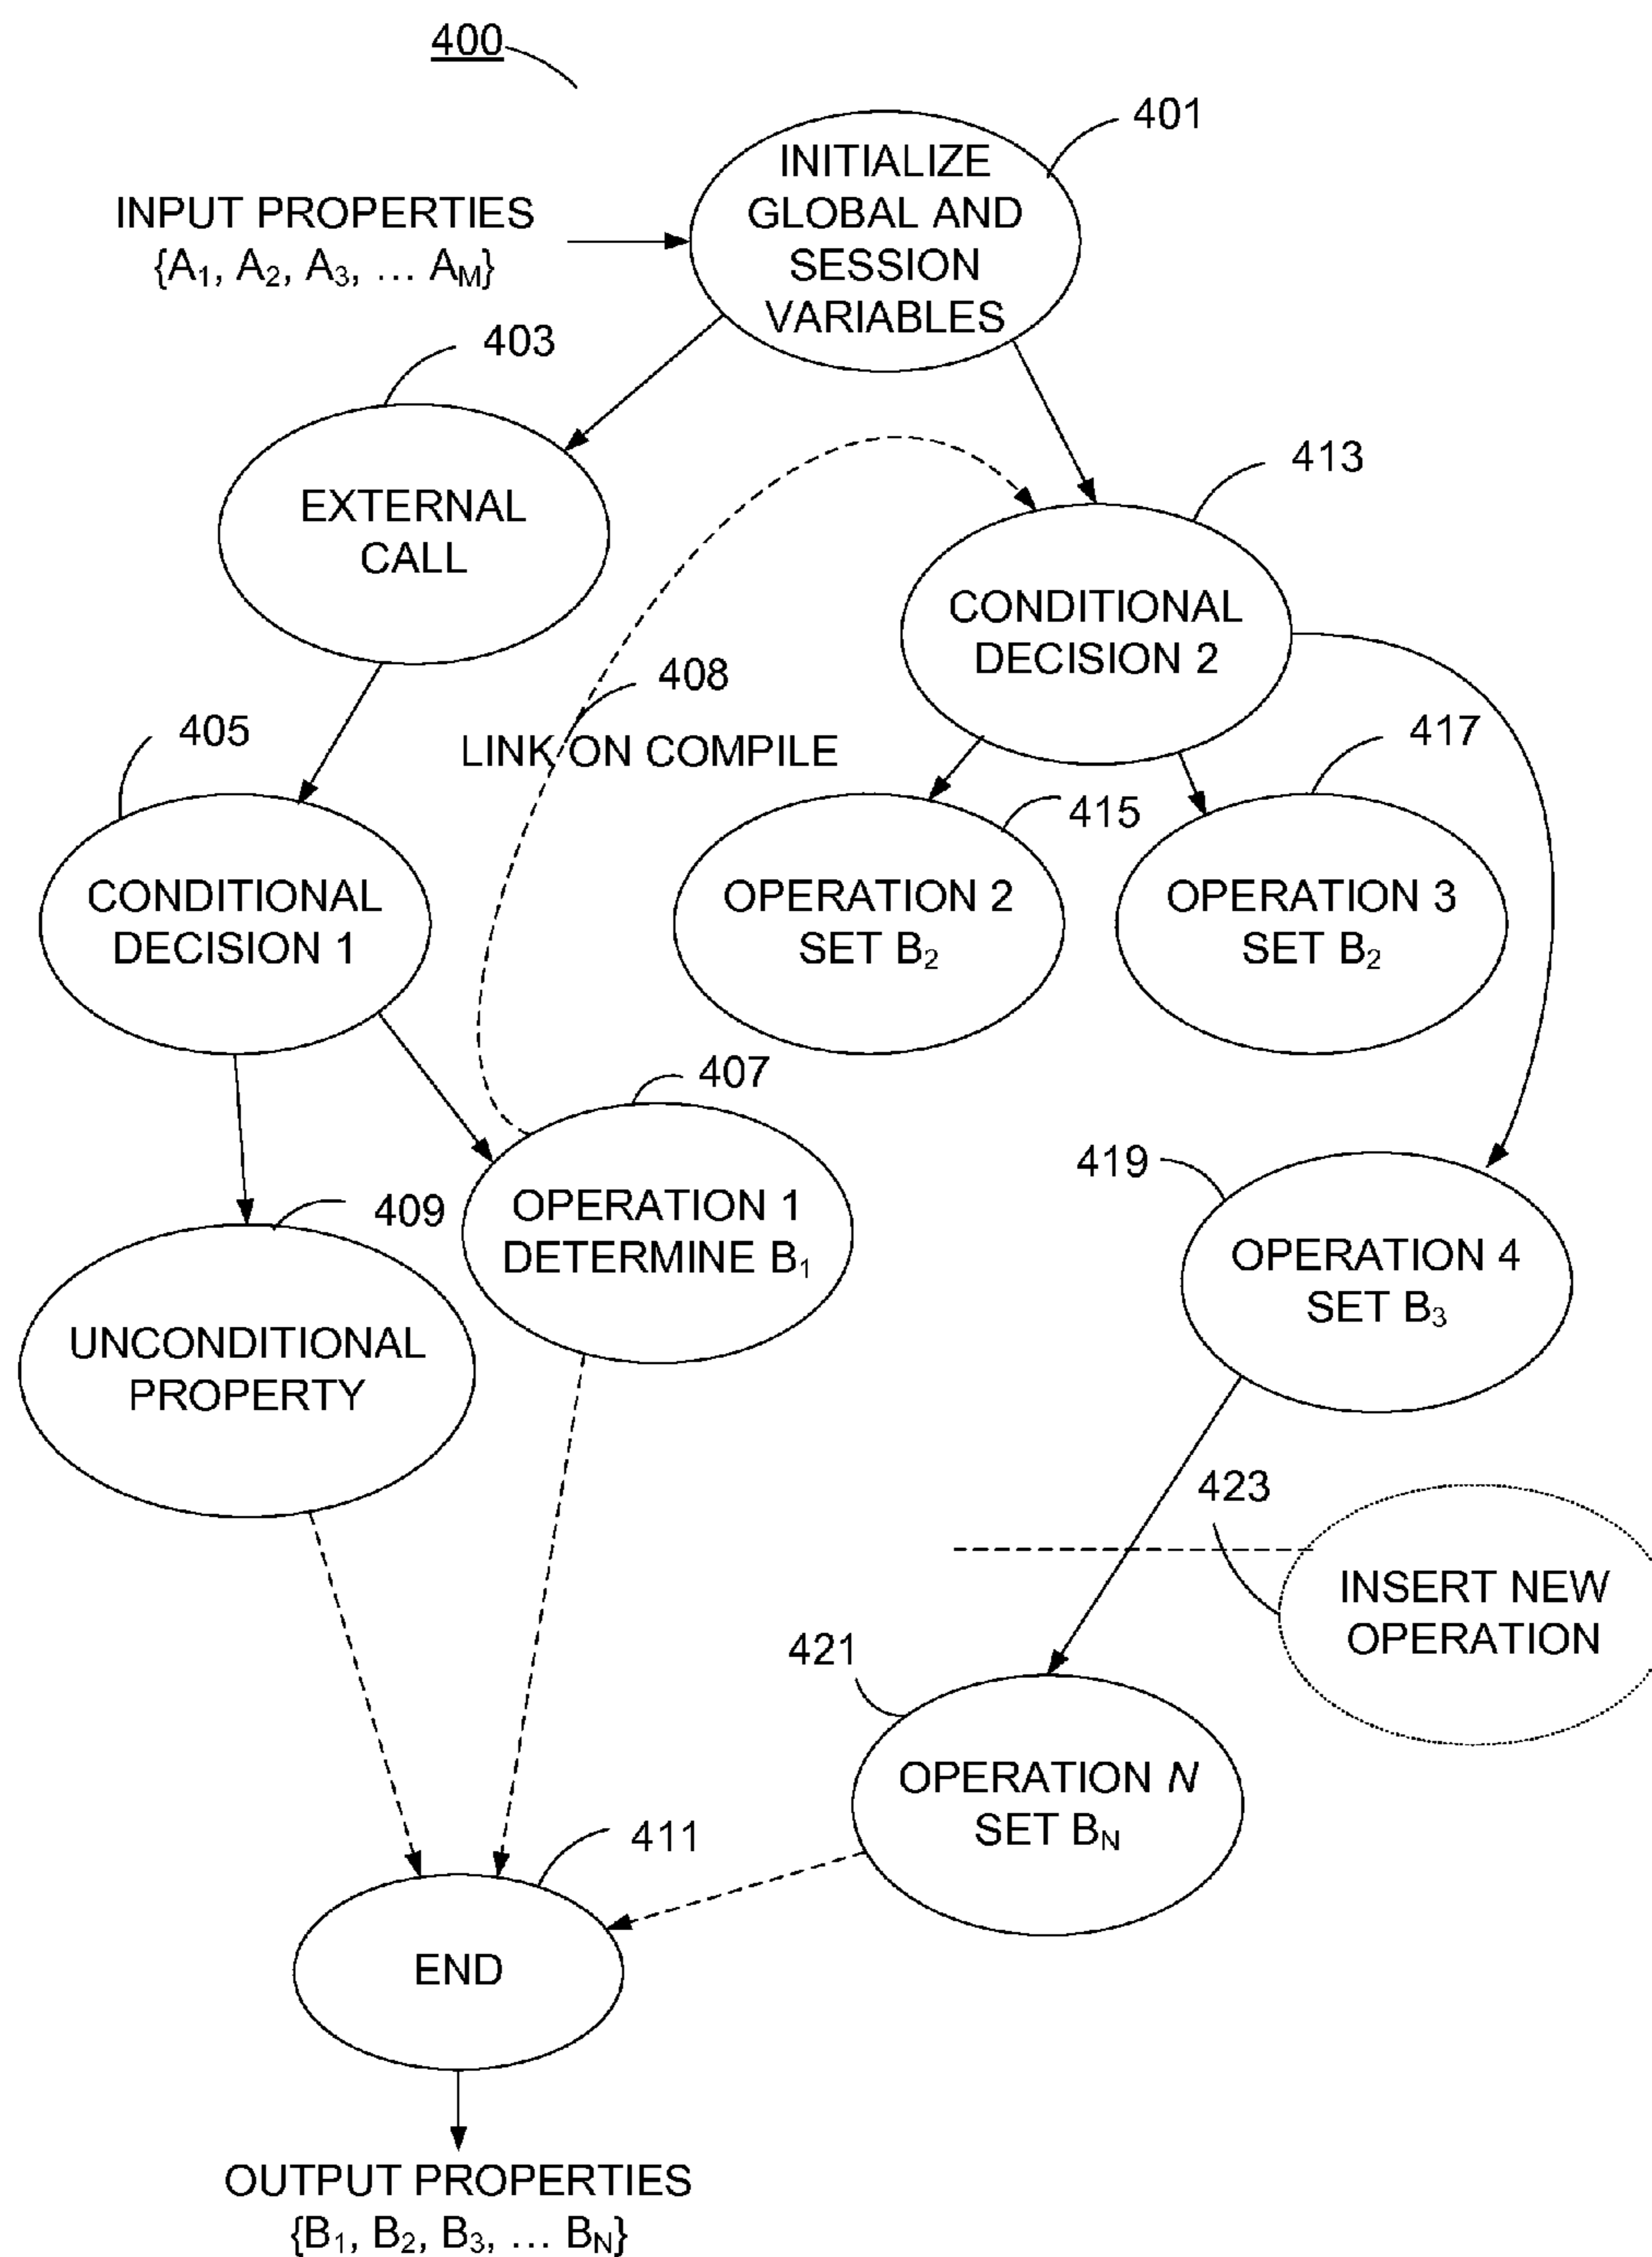 400
401
INITIALIZE
GLOBAL AND
SESSION
VARIABLES
INPUT PROPERTIES
{A₁, A₂, A₃, … A_M}
403
EXTERNAL
CALL
413
CONDITIONAL
DECISION 2
408
LINK ON COMPILE
405
CONDITIONAL
DECISION 1
417
415
OPERATION 2
SET B₂
OPERATION 3
SET B₂
407
OPERATION 1
DETERMINE B₁
409
UNCONDITIONAL
PROPERTY
419
OPERATION 4
SET B₃
423
INSERT NEW
OPERATION
421
OPERATION N
SET B_N
411
END
OUTPUT PROPERTIES
{B₁, B₂, B₃, … B_N}